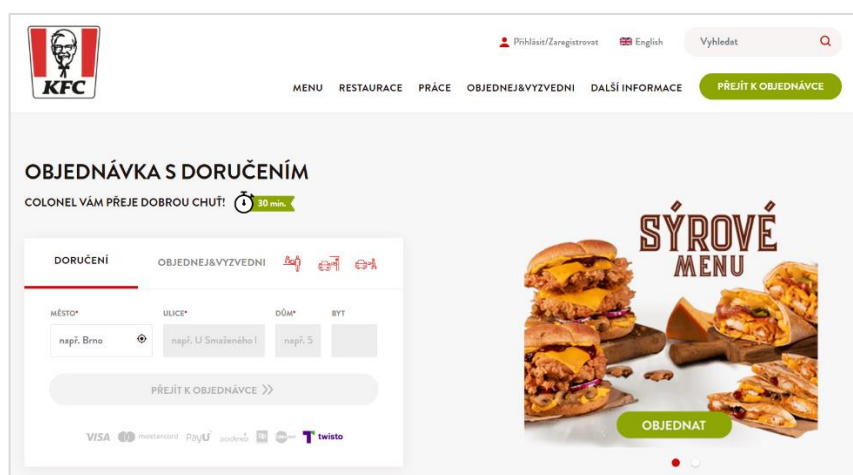 KFC
Přihlásit/Zaregistrovat English Vyhledat
MENU RESTAURACE PRÁCE OBJEDNEJ&VYZVEDNI DALŠÍ INFORMACE PŘEJÍT K OBJEDNÁVCE
OBJEDNÁVKA S DORUČENÍM
COLONEL VÁM PŘEJE DOBROU CHUŤ! 30 min.
DORUČENÍ OBJEDNEJ&VYZVEDNI
MĚSTO* ULICE* DŮM* BYT
např. Brno např. U Smaženého např. 5
PŘEJÍT K OBJEDNÁVCE
VISA mastercard PayU sodexo twisto
SÝROVÉ
MENU
OBJEDNAT